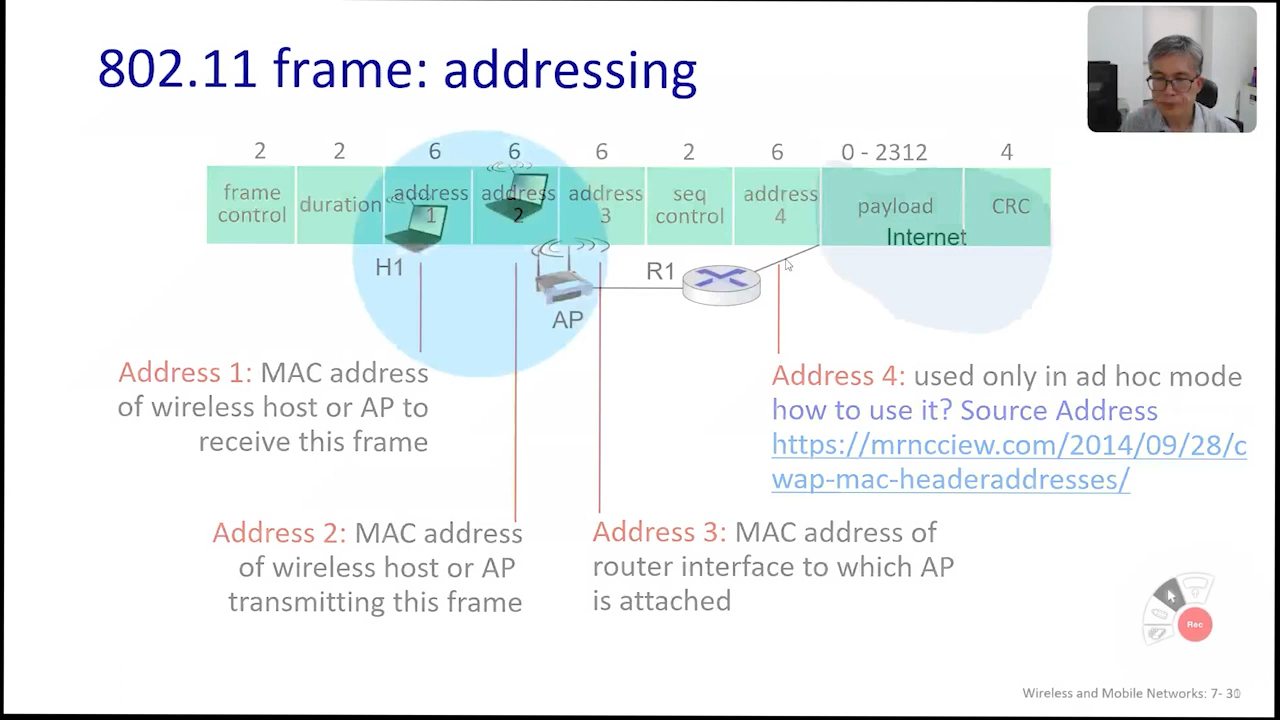 802.11 frame: addressing
2 2 6 6 6 2 6 0 - 2312 4
frame control
duration
address 1
address 2
address 3
seq control
address 4
payload
CRC
Internet
H1
R1
AP
Address 1: MAC address
of wireless host or AP to
receive this frame
Address 4: used only in ad hoc mode
how to use it? Source Address
https://mrncciew.com/2014/09/28/c
wap-mac-headeraddresses/
Address 2: MAC address
of wireless host or AP
transmitting this frame
Address 3: MAC address of
router interface to which AP
is attached
Rec
Wireless and Mobile Networks: 7-